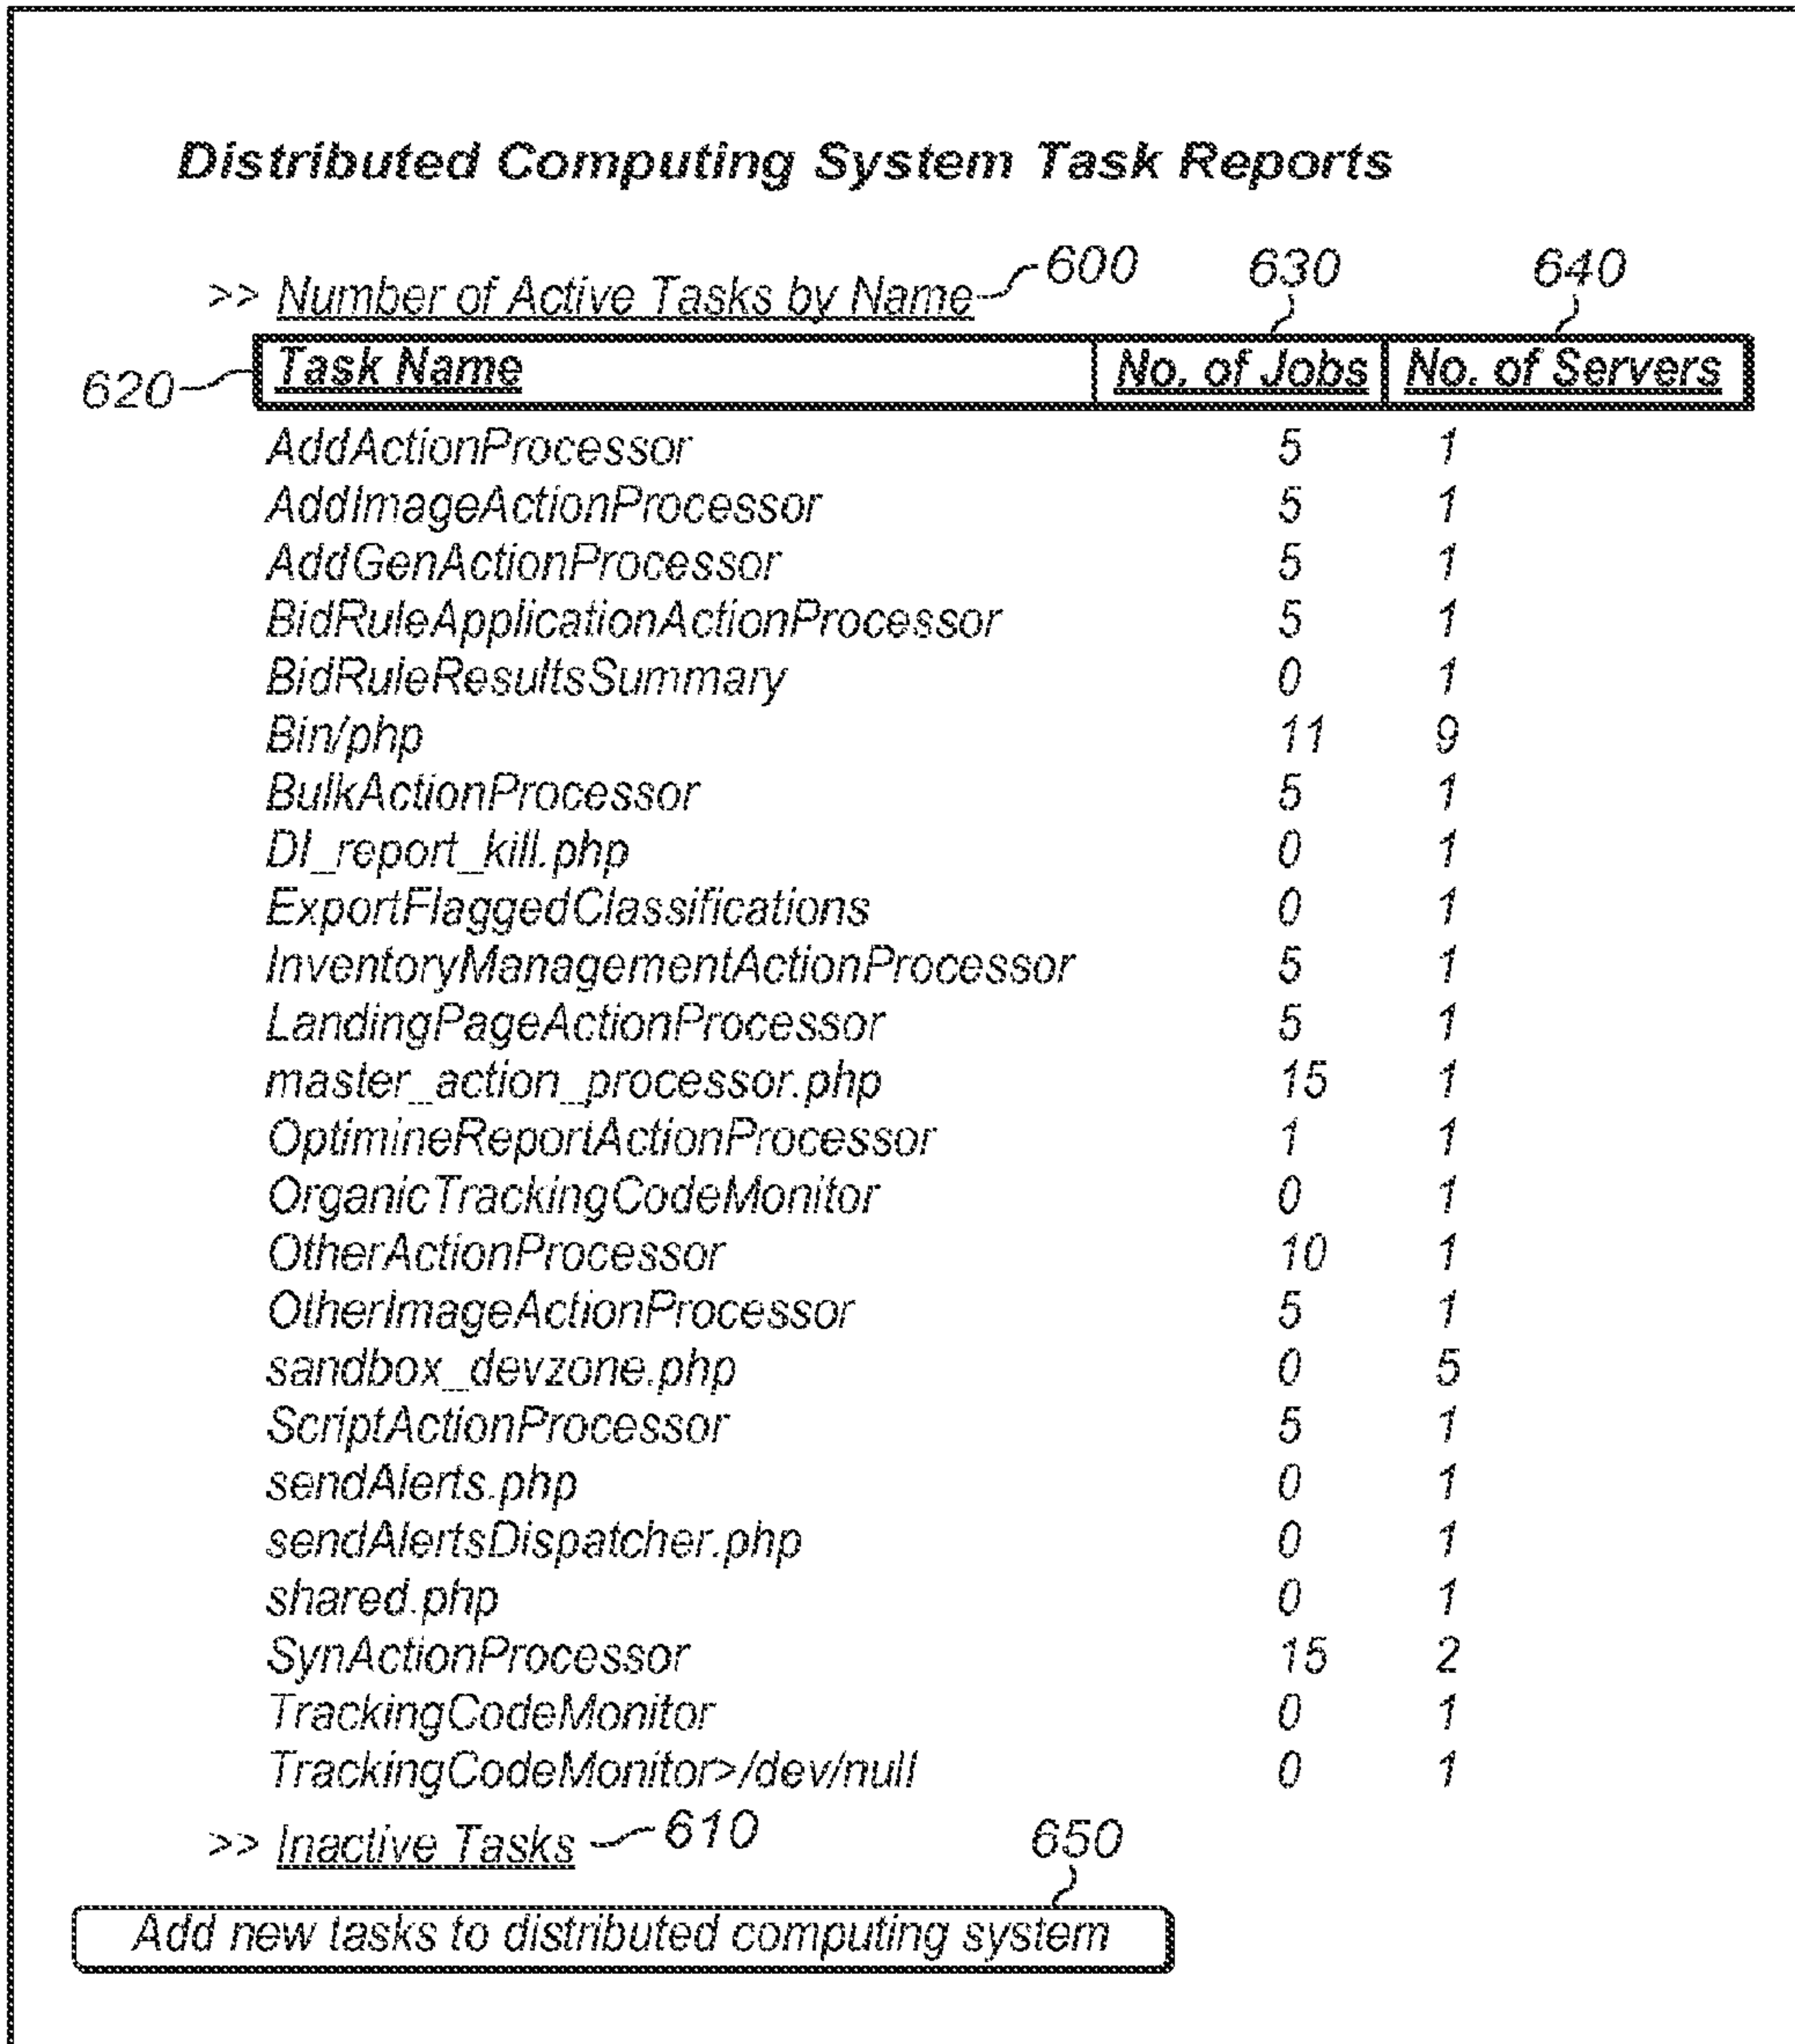 Distributed Computing System Task Reports
>> Number of Active Tasks by Name 600 630 640
620 Task Name No. of Jobs No. of Servers
AddActionProcessor 5 1
AddImageActionProcessor 5 1
AddGenActionProcessor 5 1
BidRuleApplicationActionProcessor 5 1
BidRuleResultsSummary 0 1
Bin/php 11 9
BulkActionProcessor 5 1
DI_report_kill.php 0 1
ExportFlaggedClassifications 0 1
InventoryManagementActionProcessor 5 1
LandingPageActionProcessor 5 1
master_action_processor.php 15 1
OptimineReportActionProcessor 1 1
OrganicTrackingCodeMonitor 0 1
OtherActionProcessor 10 1
OtherImageActionProcessor 5 1
sandbox_devzone.php 0 5
ScriptActionProcessor 5 1
sendAlerts.php 0 1
sendAlertsDispatcher.php 0 1
shared.php 0 1
SynActionProcessor 15 2
TrackingCodeMonitor 0 1
TrackingCodeMonitor>/dev/null 0 1
>> Inactive Tasks 610 650
Add new tasks to distributed computing system